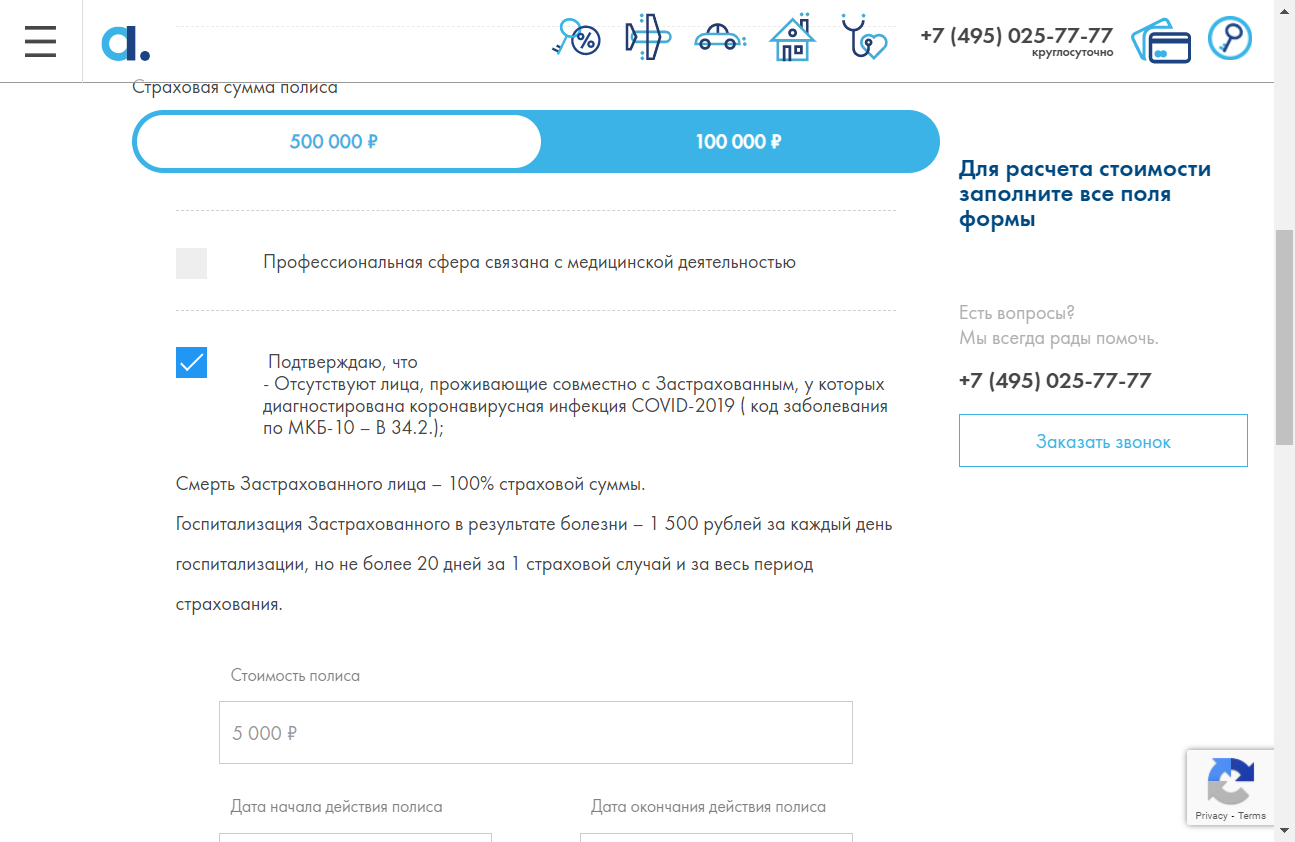 a.
%
+7 (495) 025-77-77
круглосуточно
Страховая сумма полиса
500 000 ₽
100 000 ₽
Для расчета стоимости
заполните все поля
формы
Профессиональная сфера связана с медицинской деятельностью
Есть вопросы?
Мы всегда рады помочь.
+7 (495) 025-77-77
Заказать звонок
Подтверждаю, что
- Отсутствуют лица, проживающие совместно с Застрахованным, у которых
диагностирована коронавирусная инфекция COVID-2019 ( код заболевания
по МКБ-10 – В 34.2.);
Смерть Застрахованного лица – 100% страховой суммы.
Госпитализация Застрахованного в результате болезни – 1 500 рублей за каждый день
госпитализации, но не более 20 дней за 1 страховой случай и за весь период
страхования.
Стоимость полиса
5 000 ₽
Дата начала действия полиса
Дата окончания действия полиса
Privacy - Terms